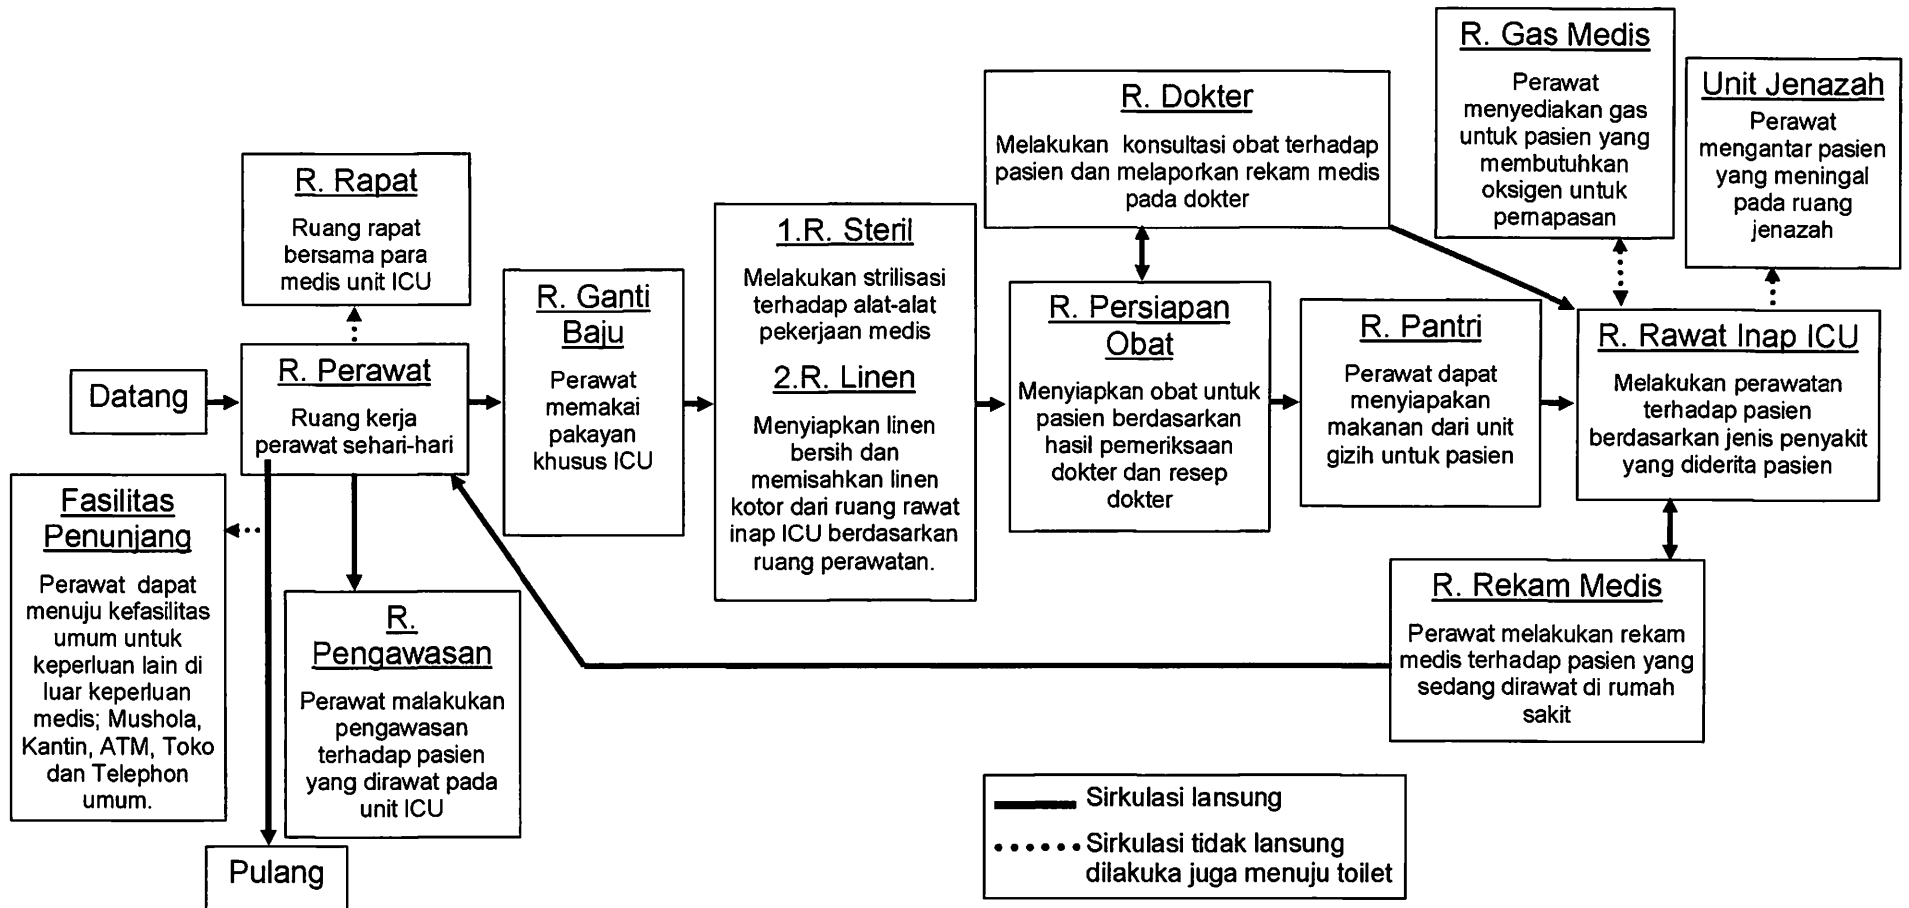 R. Gas Medis
Perawat
menyediakan gas
untuk pasien yang
membutuhkan
oksigen untuk
pernapasan
Unit Jenazah
Perawat
mengantar pasien
yang meningal
pada ruang
jenazah
R. Dokter
Melakukan konsultasi obat terhadap
pasien dan melaporkan rekam medis
pada dokter
R. Rapat
Ruang rapat
bersama para
medis unit ICU
Datang
R. Perawat
Ruang kerja
perawat sehari-hari
R. Ganti
Baju
Perawat
memakai
pakayan
khusus ICU
1.R. Steril
Melakukan strilisasi
terhadap alat-alat
pekerjaan medis
2.R. Linen
Menyiapkan linen
bersih dan
memisahkan linen
kotor dari ruang rawat
inap ICU berdasarkan
ruang perawatan.
R. Persiapan
Obat
Menyiapkan obat untuk
pasien berdasarkan
hasil pemeriksaan
dokter dan resep
dokter
R. Pantri
Perawat dapat
menyiapakan
makanan dari unit
gizih untuk pasien
R. Rawat Inap ICU
Melakukan perawatan
terhadap pasien
berdasarkan jenis penyakit
yang diderita pasien
Fasilitas
Penunjang
Perawat dapat
menuju kefasilitas
umum untuk
keperluan lain di
luar keperluan
medis; Mushola,
Kantin, ATM, Toko
dan Telephon
umum.
R.
Pengawasan
Perawat malakukan
pengawasan
terhadap pasien
yang dirawat pada
unit ICU
R. Rekam Medis
Perawat melakukan rekam
medis terhadap pasien yang
sedang dirawat di rumah
sakit
Pulang
Sirkulasi lansung
Sirkulasi tidak lansung
dilakuka juga menuju toilet